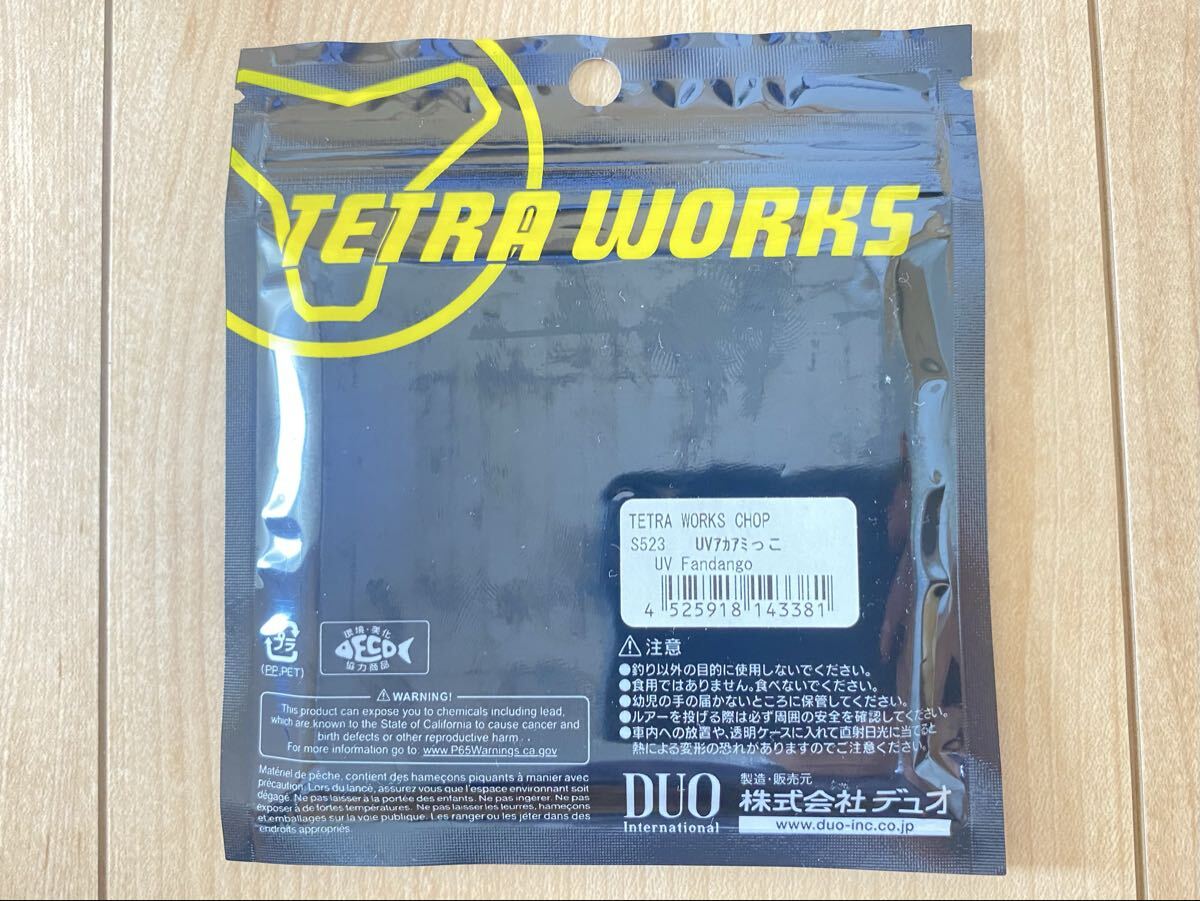 TETRA WORKS
TETRA WORKS CHOP
S523 UVｱｶｱﾐっこ
UV Fandango
4 525918 143381
プラ
(PP,PET)
環境・美化
ECO
協力商品
⚠注意
●釣り以外の目的に使用しないでください。
●食用ではありません。食べないでください。
●幼児の手の届かないところに保管してください。
●ルアーを投げる際は必ず周囲の安全を確認してください。
●車内への放置や、透明ケースに入れて直射日光に当てると
熱による変形の恐れがありますのでご注意ください。
⚠WARNING!
This product can expose you to chemicals including lead,
which are known to the State of California to cause cancer and
birth defects or other reproductive harm.
For more information go to: www.P65Warnings.ca.gov
Matériel de pêche, contient des hameçons piquants à manier avec
précaution. Lors du lancé, assurez vous que l'espace environnant soit
dégagé. Ne pas laisser à la portée des enfants. Ne pas ingérer. Ne pas
exposer à de fortes températures. Ne pas laisser les leurres, hameçons
et emballages sur la voie publique. Les ranger ou les jeter dans des
endroits appropriés.
DUO
International
製造・販売元
株式会社デュオ
www.duo-inc.co.jp